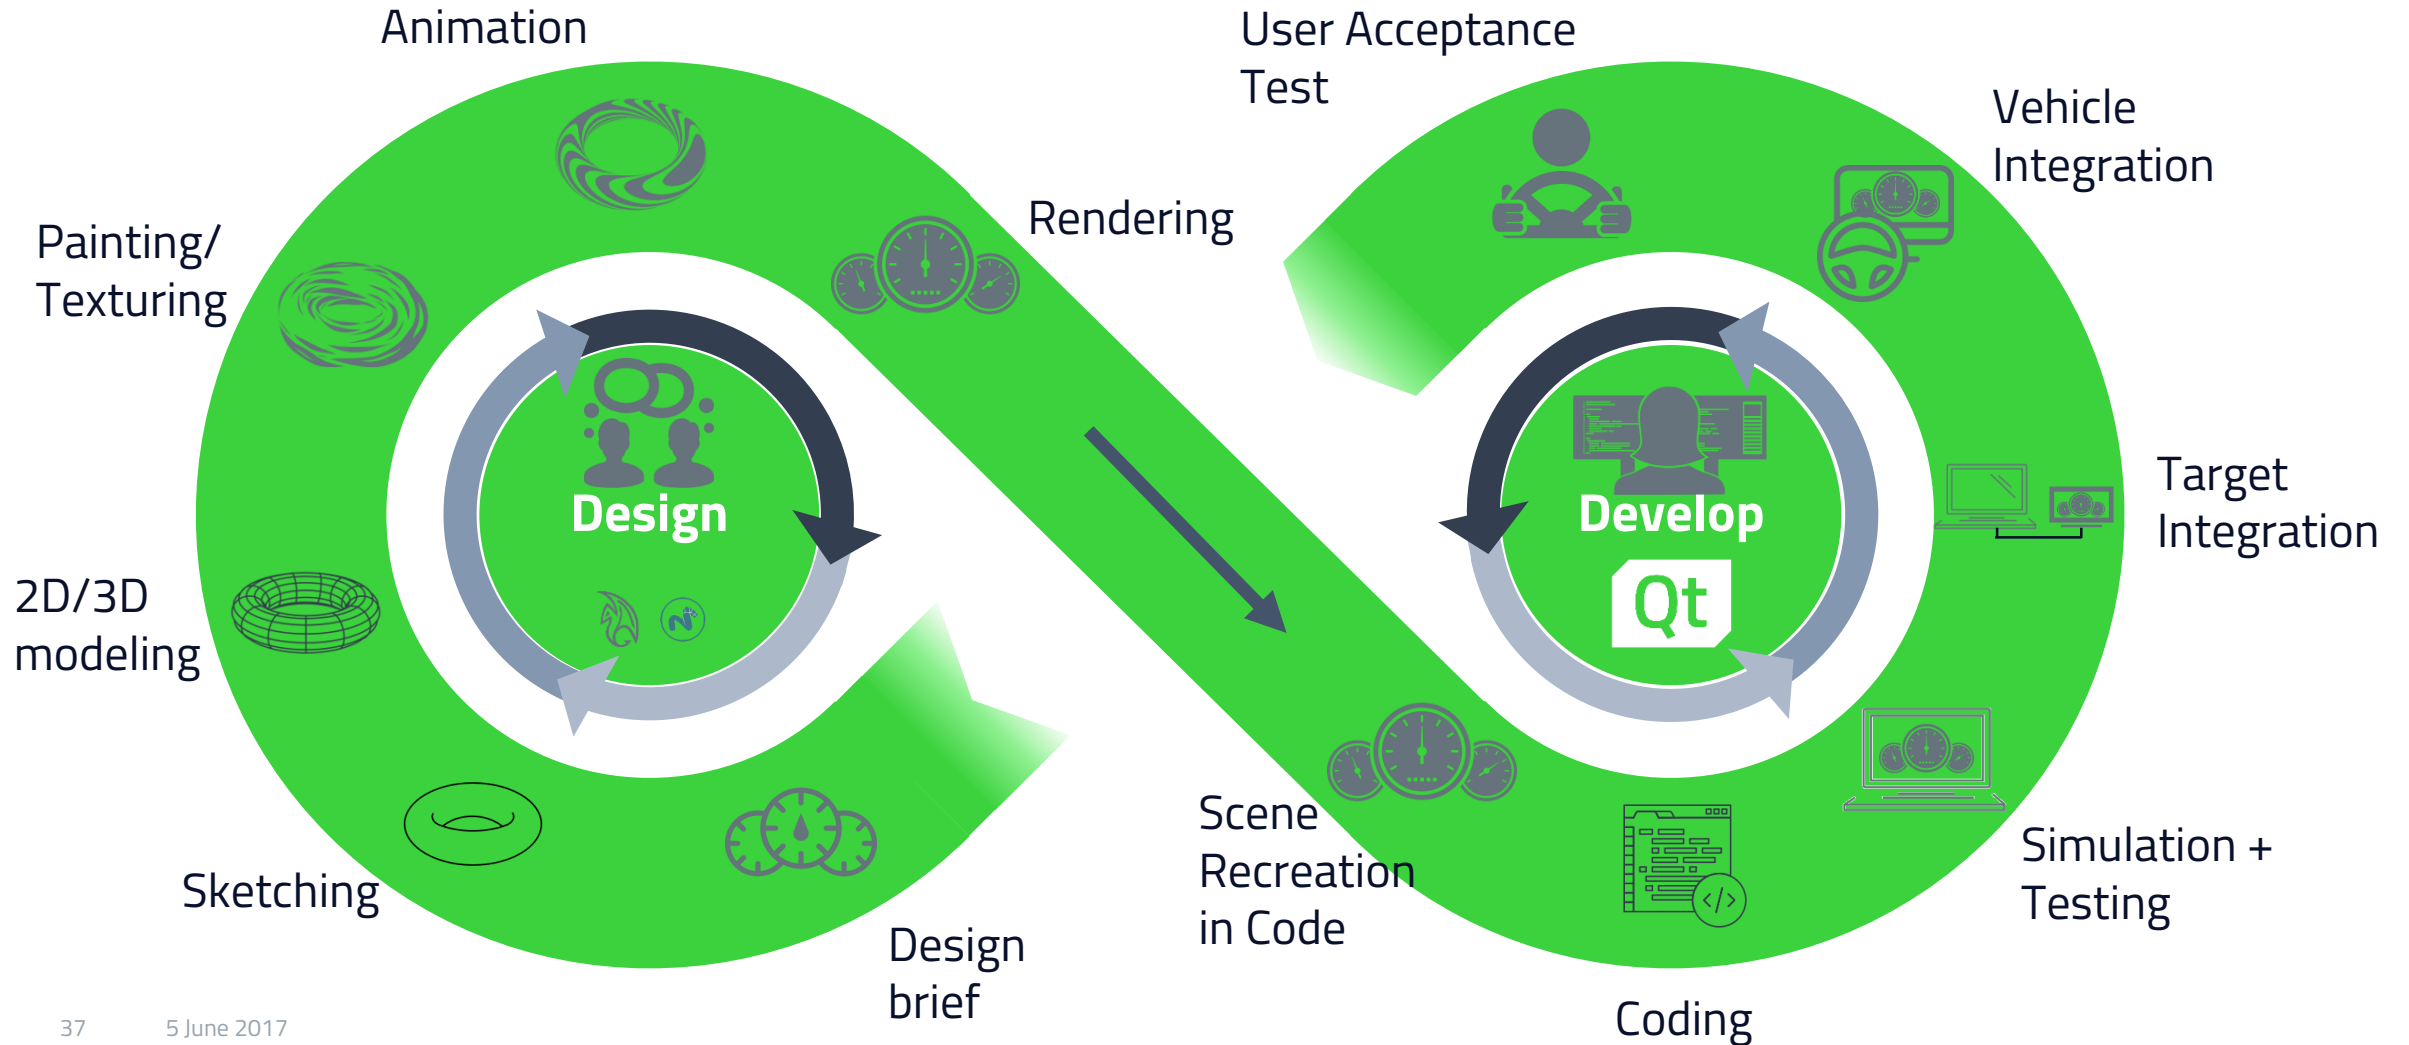 Animation
User Acceptance
Test
Vehicle
Integration
Painting/
Texturing
Rendering
Design
Develop
Qt
Target
Integration
2D/3D
modeling
Scene
Recreation
in Code
Simulation +
Testing
Sketching
Design
brief
Coding
</>
37
5 June 2017